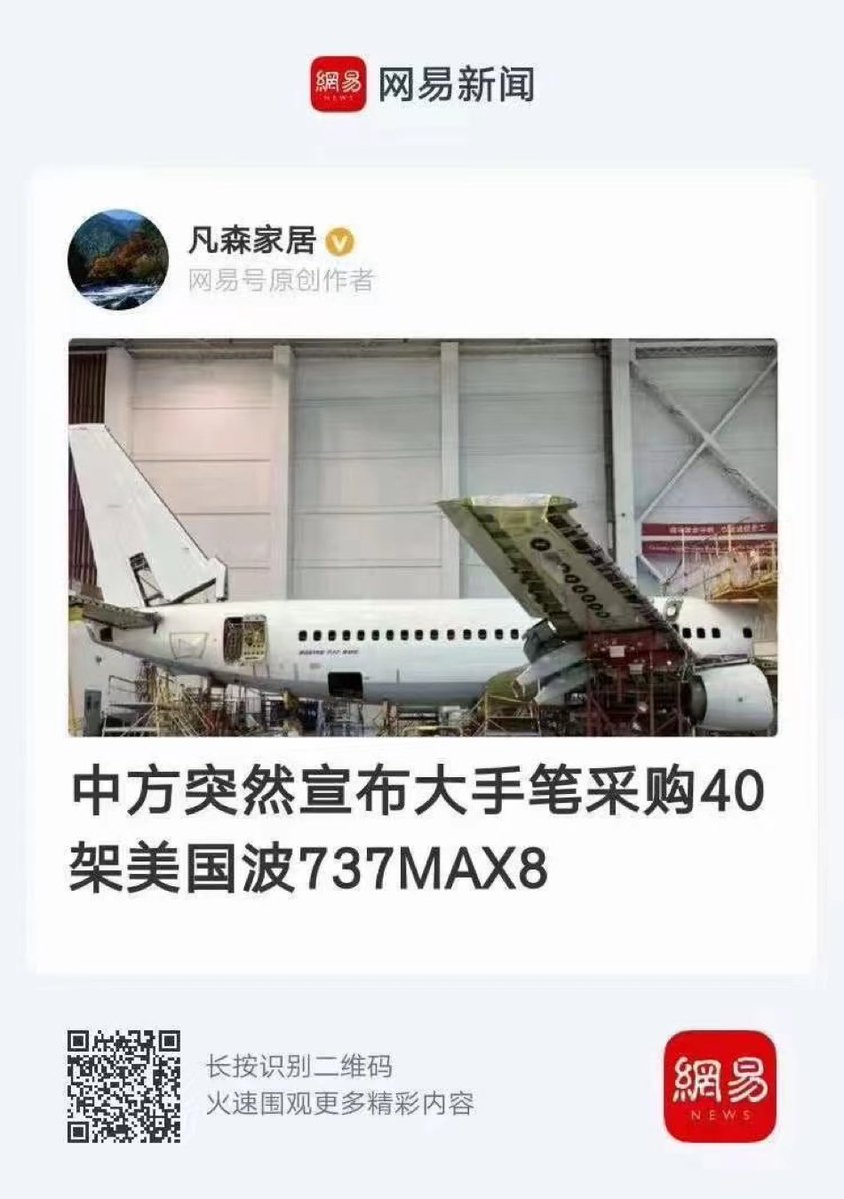 網易
NEWS
网易新闻
凡森家居
网易号原创作者
中方突然宣布大手笔采购40
架美国波737MAX8
长按识别二维码
火速围观更多精彩内容
網易
NEWS